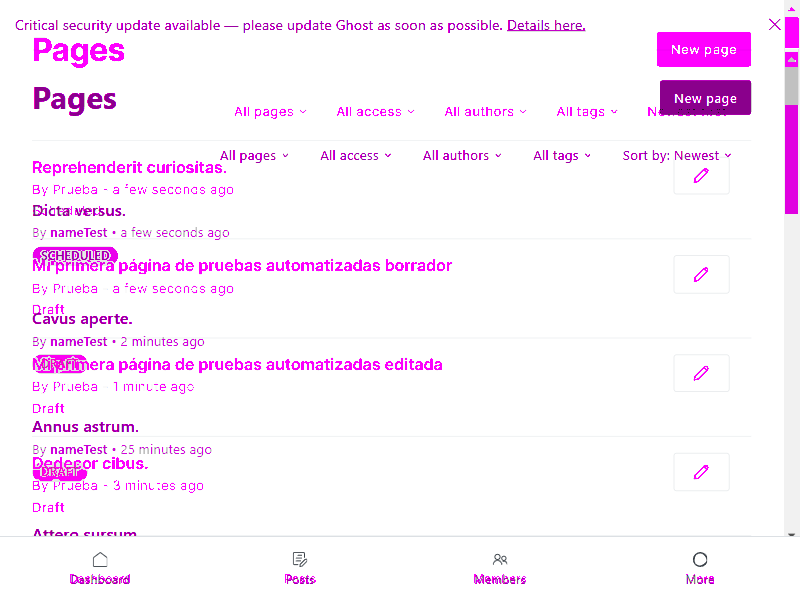 Critical security update available — please update Ghost as soon as possible. Details here.
Pages
New page
Pages
New page
All pages All access All authors All tags
All pages All access All authors All tags Sort by: Newest
Reprehenderit curiositas.
By Prueba - a few seconds ago
Scheduled
Dicta versus.
By nameTest • a few seconds ago
SCHEDULED
Mi primera página de pruebas automatizadas borrador
By Prueba - a few seconds ago
Draft
Cavus aperte.
By nameTest • 2 minutes ago
DRAFT
Mi primera página de pruebas automatizadas editada
By Prueba - 1 minute ago
Draft
Annus astrum.
By nameTest • 25 minutes ago
Dedecor cibus.
DRAFT
By Prueba - 3 minutes ago
Draft
Attero sursum.
Dashboard Posts Members More